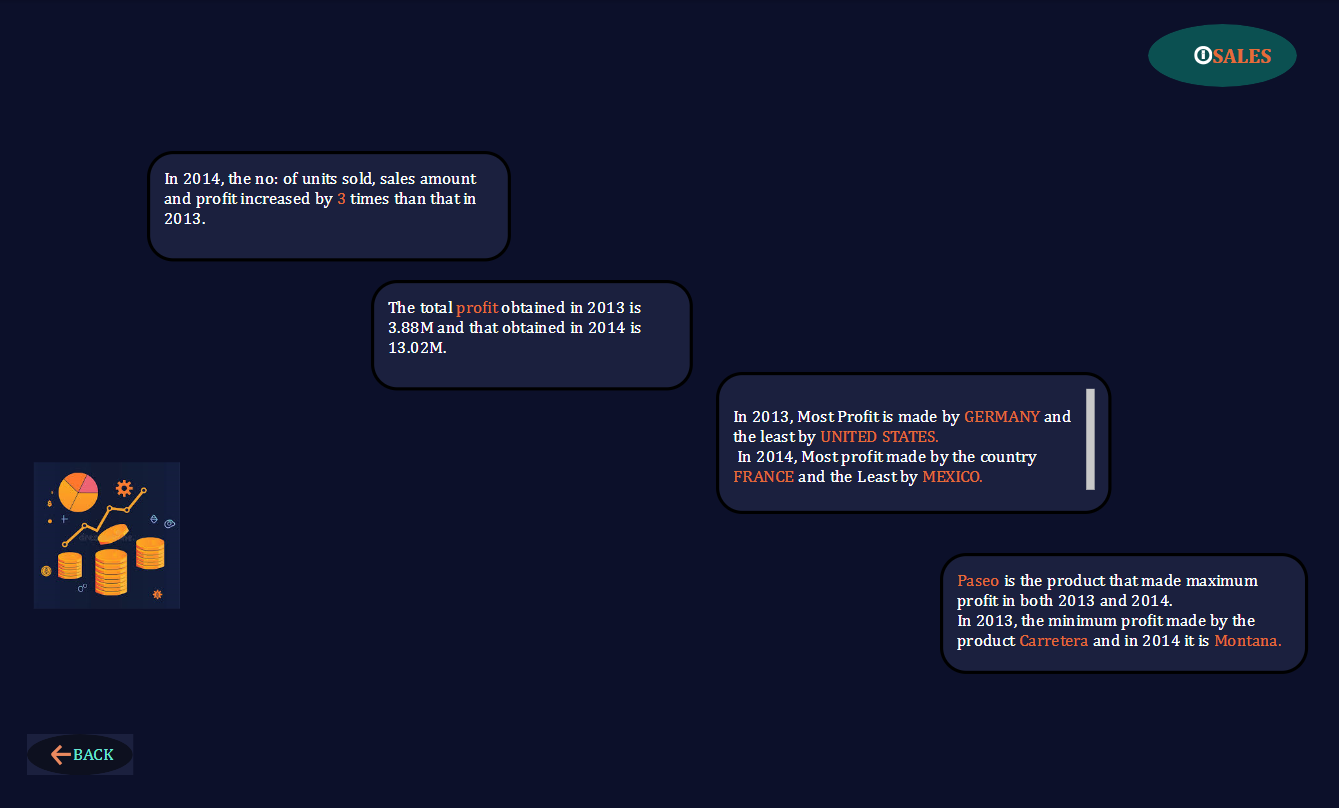 SALES
In 2014, the no: of units sold, sales amount
and profit increased by 3 times than that in
2013.
The total profit obtained in 2013 is
3.88M and that obtained in 2014 is
13.02M.
In 2013, Most Profit is made by GERMANY and
the least by UNITED STATES.
In 2014, Most profit made by the country
FRANCE and the Least by MEXICO.
Paseo is the product that made maximum
profit in both 2013 and 2014.
In 2013, the minimum profit made by the
product Carretera and in 2014 it is Montana.
BACK